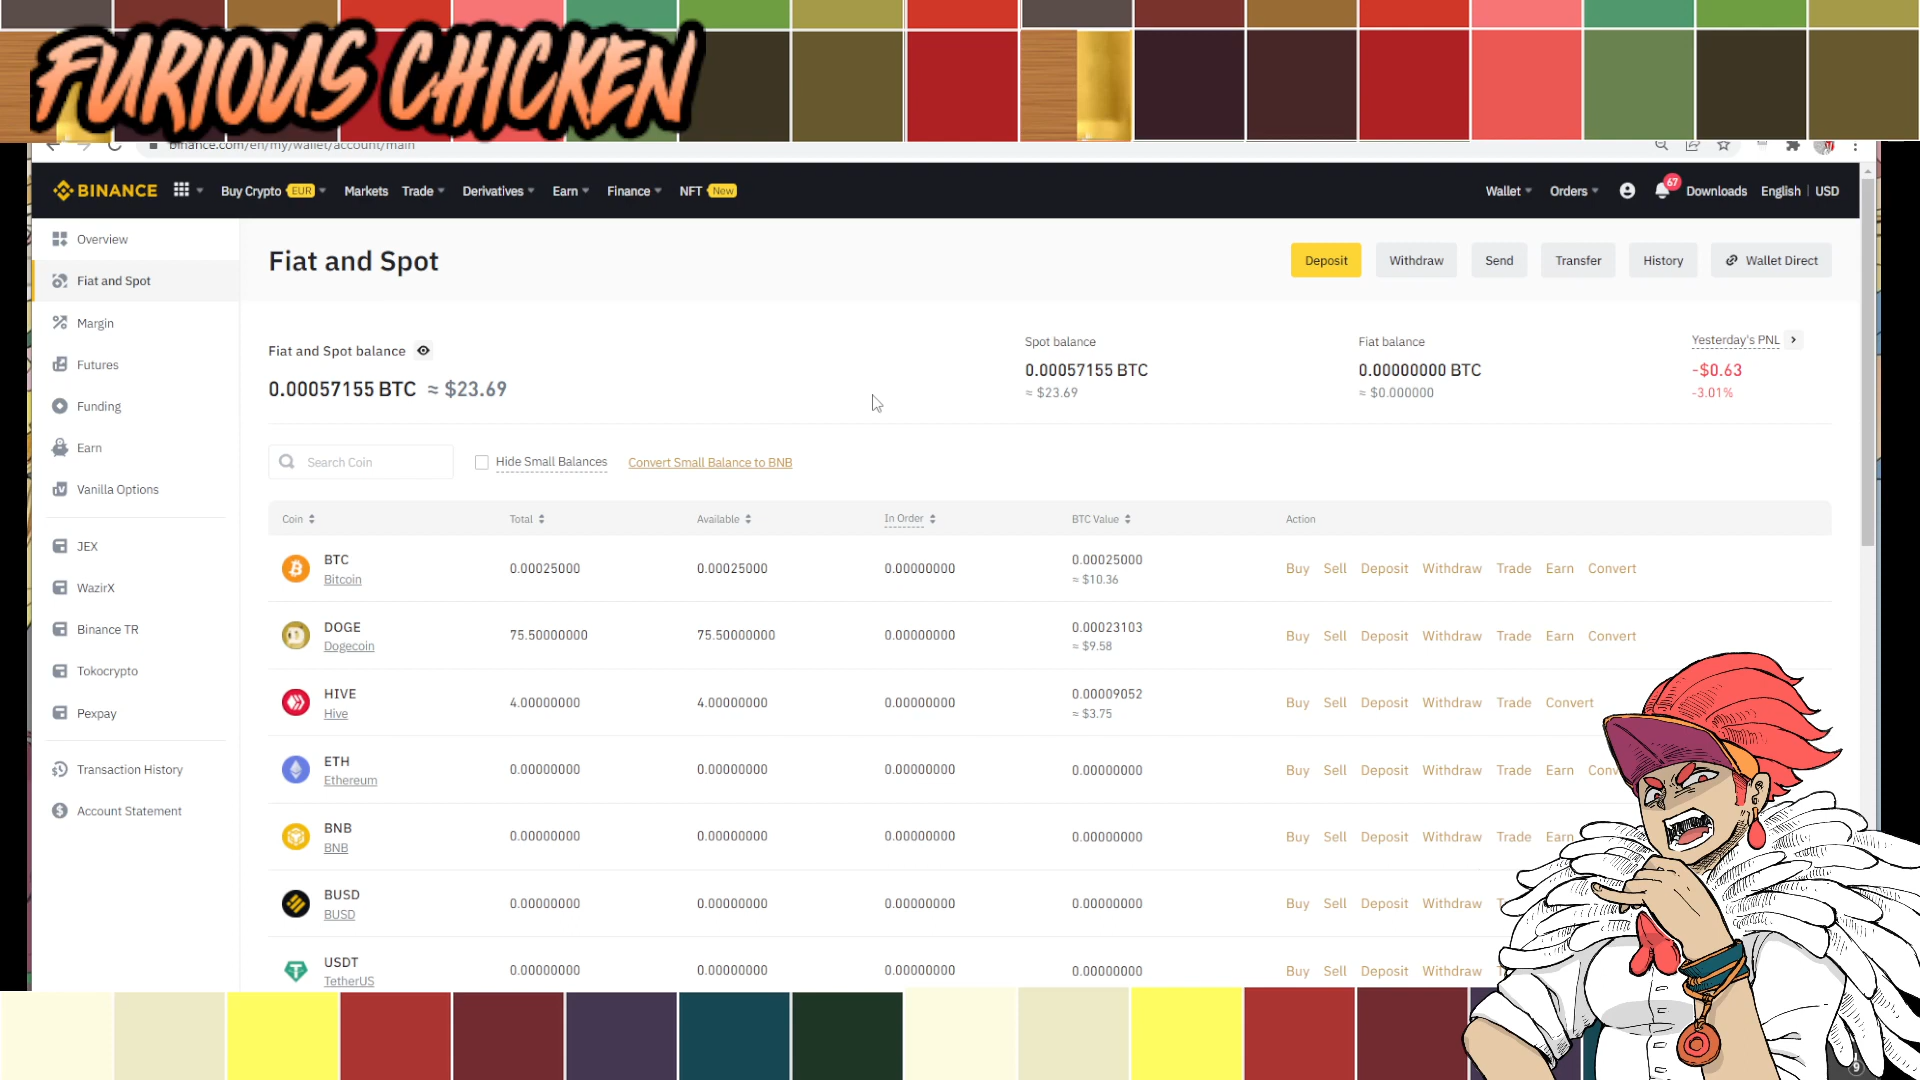 FURIOUS CHICKEN
binance.com/en/my/wallet/account/main
BINANCE Buy Crypto EUR Markets Trade Derivatives Earn Finance NFT New Wallet Orders 67 Downloads English | USD
Overview
Fiat and Spot
Margin
Futures
Funding
Earn
Vanilla Options
JEX
WazirX
Binance TR
Tokocrypto
Pexpay
Transaction History
Account Statement
Fiat and Spot
Deposit Withdraw Send Transfer History Wallet Direct
Fiat and Spot balance
0.00057155 BTC ≈ $23.69
Spot balance
0.00057155 BTC
≈ $23.69
Fiat balance
0.00000000 BTC
≈ $0.000000
Yesterday's PNL
-$0.63
-3.01%
Search Coin Hide Small Balances Convert Small Balance to BNB
Coin Total Available In Order BTC Value Action
BTC
Bitcoin
0.00025000 0.00025000 0.00000000
0.00025000
≈ $10.36
Buy Sell Deposit Withdraw Trade Earn Convert
DOGE
Dogecoin
75.50000000 75.50000000 0.00000000
0.00023103
≈ $9.58
Buy Sell Deposit Withdraw Trade Earn Convert
HIVE
Hive
4.00000000 4.00000000 0.00000000
0.00009052
≈ $3.75
Buy Sell Deposit Withdraw Trade Convert
ETH
Ethereum
0.00000000 0.00000000 0.00000000 0.00000000
Buy Sell Deposit Withdraw Trade Earn
BNB
BNB
0.00000000 0.00000000 0.00000000 0.00000000
Buy Sell Deposit Withdraw Trade Earn
BUSD
BUSD
0.00000000 0.00000000 0.00000000 0.00000000
Buy Sell Deposit Withdraw
USDT
TetherUS
0.00000000 0.00000000 0.00000000 0.00000000
Buy Sell Deposit Withdraw